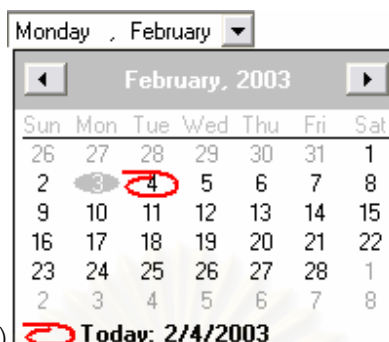 Monday , February
February, 2003
Sun Mon Tue Wed Thu Fri Sat
26 27 28 29 30 31 1
2 3 4 5 6 7 8
9 10 11 12 13 14 15
16 17 18 19 20 21 22
23 24 25 26 27 28 1
2 3 4 5 6 7 8
) Today: 2/4/2003